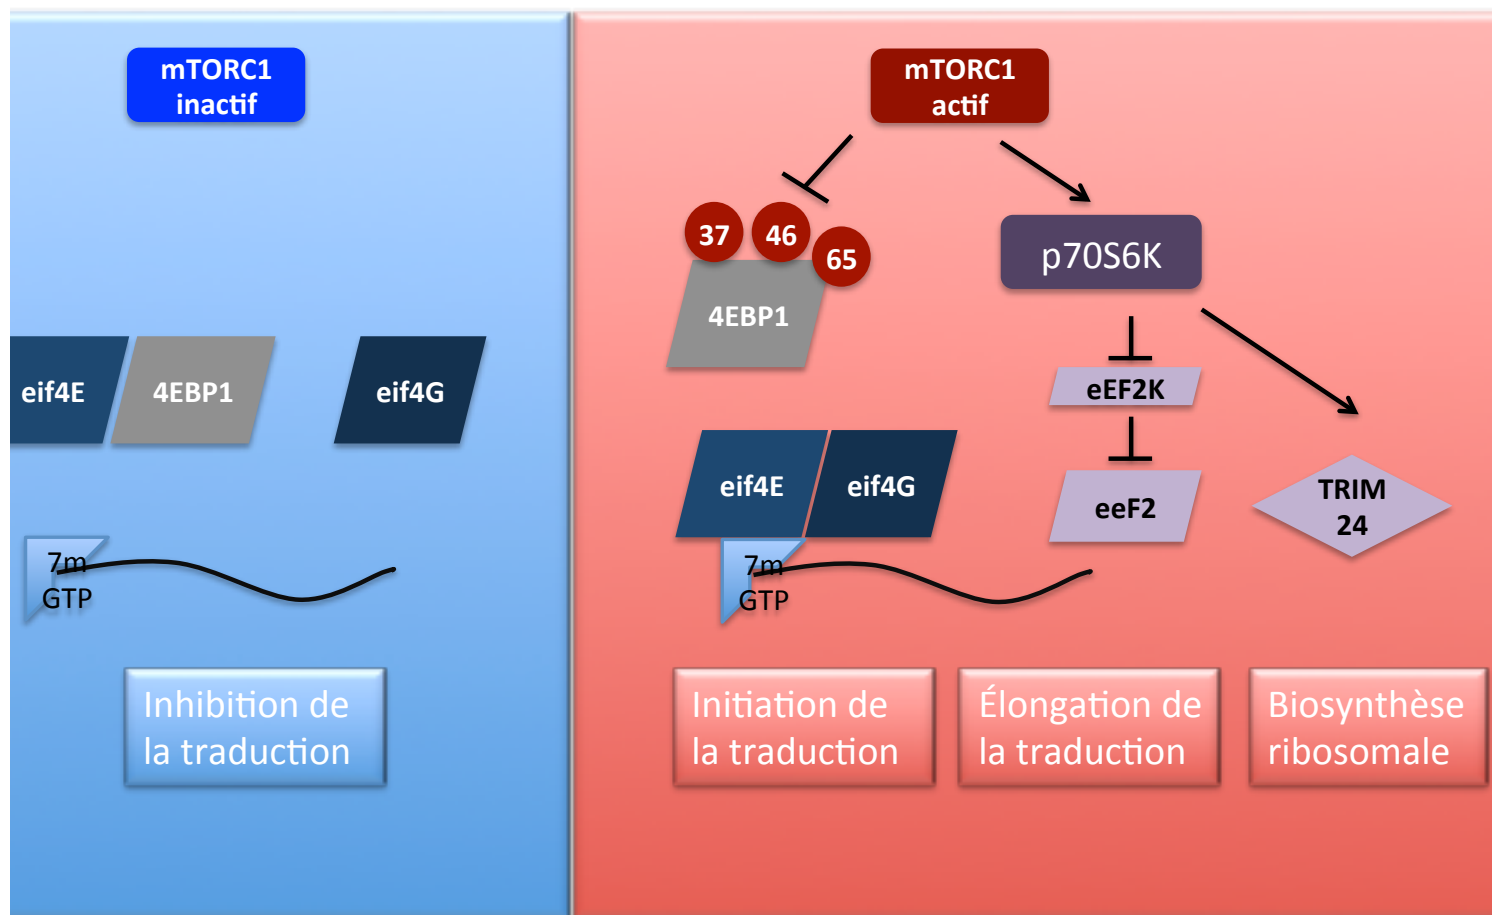 mTORC1
inactif
eif4E
4EBP1
eif4G
7m
GTP
Inhibition de
la traduction
mTORC1
actif
37
46
65
4EBP1
p70S6K
eEF2K
eif4E
eif4G
eeF2
TRIM
24
7m
GTP
Initiation de
la traduction
Élongation de
la traduction
Biosynthèse
ribosomale